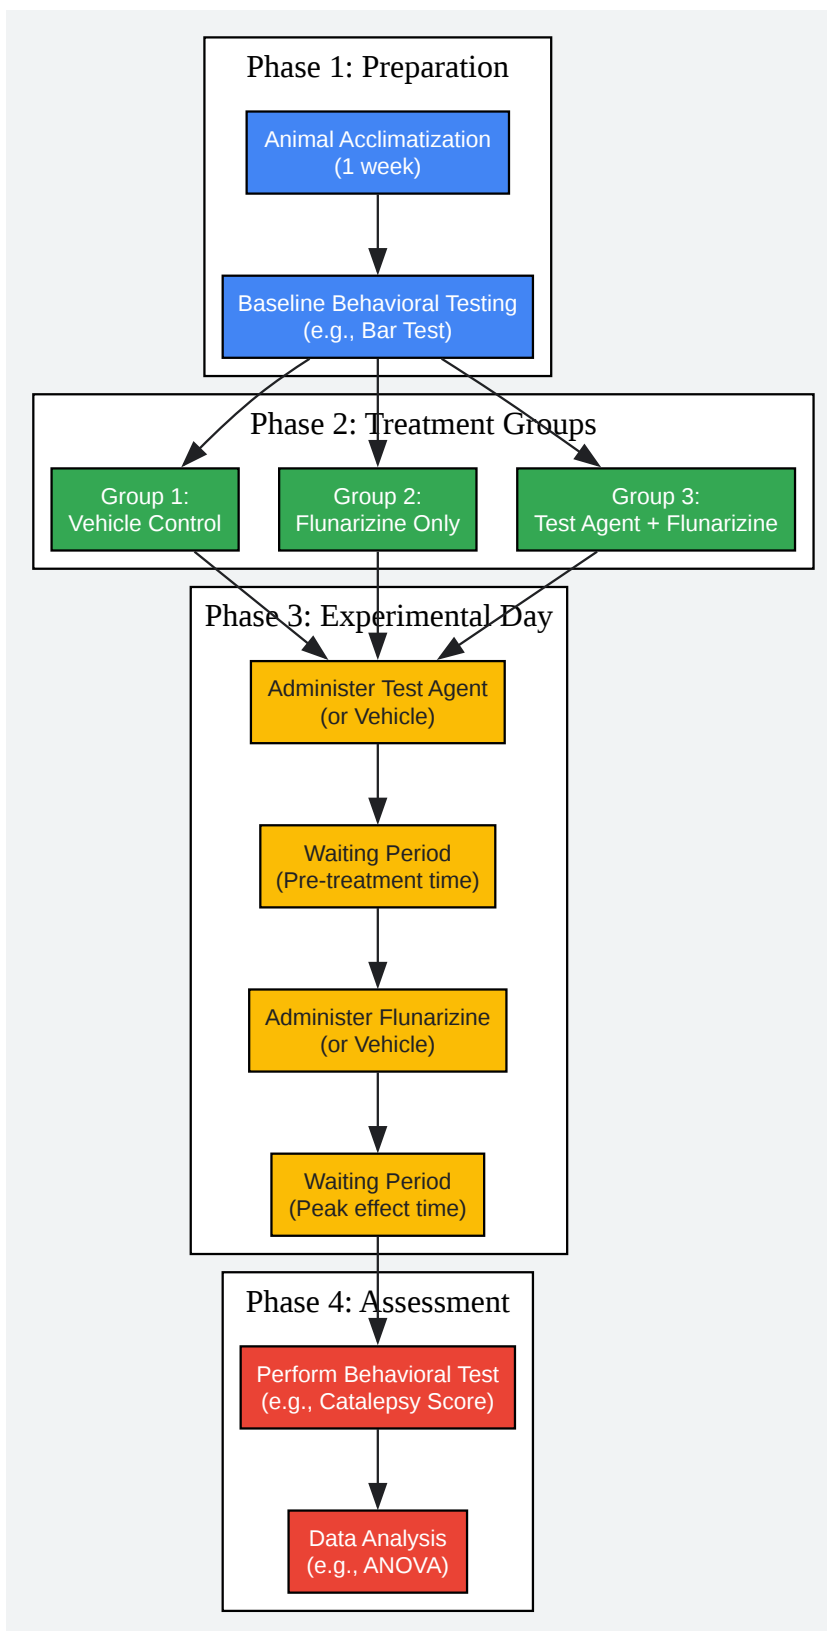 Phase 1: Preparation
Animal Acclimatization
(1 week)
Baseline Behavioral Testing
(e.g., Bar Test)
Phase 2: Treatment Groups
Group 1:
Vehicle Control
Group 2:
Flunarizine Only
Group 3:
Test Agent + Flunarizine
Phase 3: Experimental Day
Administer Test Agent
(or Vehicle)
Waiting Period
(Pre-treatment time)
Administer Flunarizine
(or Vehicle)
Waiting Period
(Peak effect time)
Phase 4: Assessment
Perform Behavioral Test
(e.g., Catalepsy Score)
Data Analysis
(e.g., ANOVA)